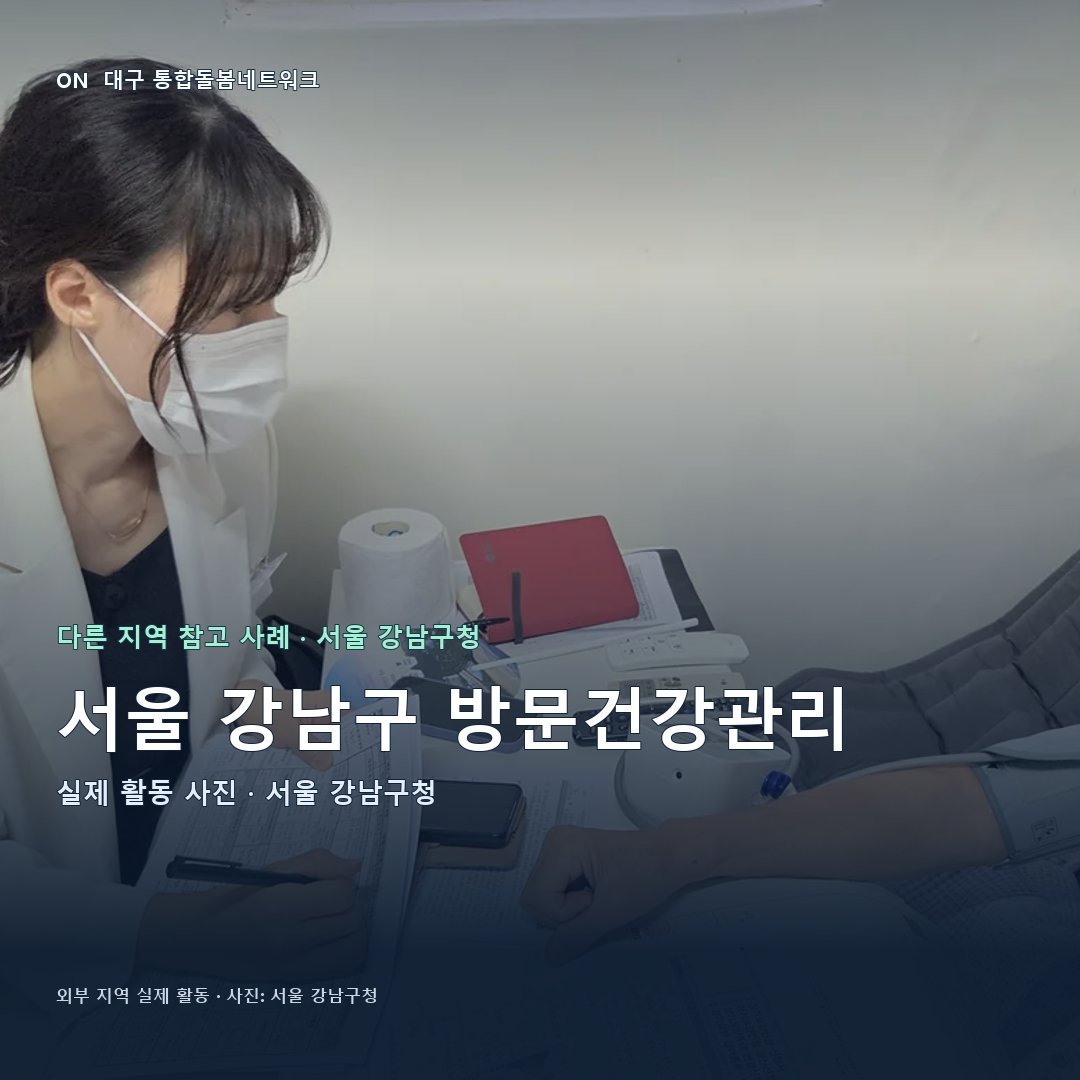 ON 대구 통합돌봄네트워크
다른 지역 참고 사례 · 서울 강남구청
서울 강남구 방문건강관리
실제 활동 사진 · 서울 강남구청
외부 지역 실제 활동 · 사진: 서울 강남구청